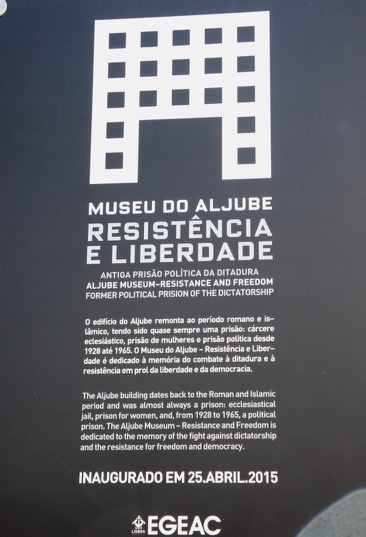 MUSEU DO ALJUBE
RESISTÊNCIA
E LIBERDADE
ANTIGA PRISÃO POLÍTICA DA DITADURA
ALJUBE MUSEUM–RESISTANCE AND FREEDOM
FORMER POLITICAL PRISION OF THE DICTATORSHIP
O edifício do Aljube remonta ao período romano e is-
lâmico, tendo sido quase sempre uma prisão: cárcere
eclesiástico, prisão de mulheres e prisão política desde
1928 até 1965. O Museu do Aljube – Resistência e Liber-
dade é dedicado à memória do combate à ditadura e à
resistência em prol da liberdade e da democracia.
The Aljube building dates back to the Roman and Islamic
period and was almost always a prison: ecclesiastical
jail, prison for women, and, from 1928 to 1965, a political
prison. The Aljube Museum – Resistance and Freedom is
dedicated to the memory of the fight against dictatorship
and the resistance for freedom and democracy.
INAUGURADO EM 25.ABRIL.2015
LISBOA EGEAC